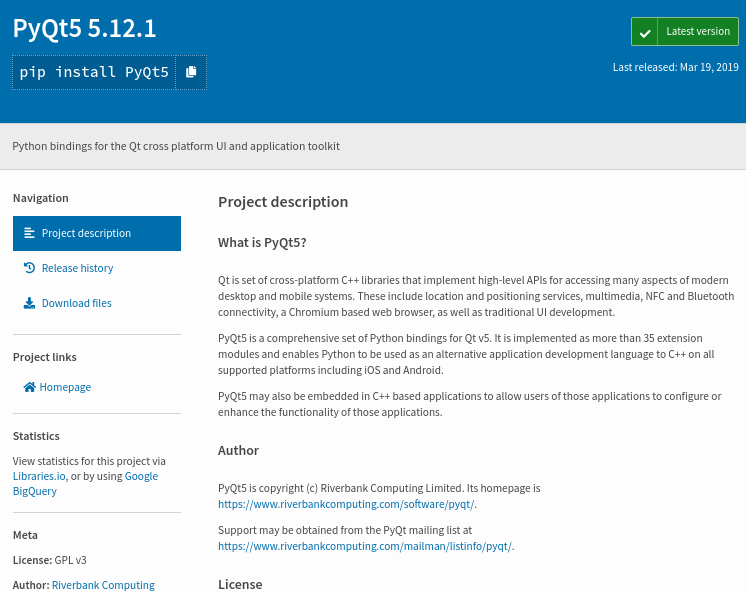 PyQt5 5.12.1
pip install PyQt5
Latest version
Last released: Mar 19, 2019
Python bindings for the Qt cross platform UI and application toolkit
Navigation
Project description
Release history
Download files
Project links
Homepage
Statistics
View statistics for this project via
Libraries.io, or by using Google
BigQuery
Meta
License: GPL v3
Author: Riverbank Computing
Project description
What is PyQt5?
Qt is set of cross-platform C++ libraries that implement high-level APIs for accessing many aspects of modern
desktop and mobile systems. These include location and positioning services, multimedia, NFC and Bluetooth
connectivity, a Chromium based web browser, as well as traditional UI development.
PyQt5 is a comprehensive set of Python bindings for Qt v5. It is implemented as more than 35 extension
modules and enables Python to be used as an alternative application development language to C++ on all
supported platforms including iOS and Android.
PyQt5 may also be embedded in C++ based applications to allow users of those applications to configure or
enhance the functionality of those applications.
Author
PyQt5 is copyright (c) Riverbank Computing Limited. Its homepage is
https://www.riverbankcomputing.com/software/pyqt/.
Support may be obtained from the PyQt mailing list at
https://www.riverbankcomputing.com/mailman/listinfo/pyqt/.
License